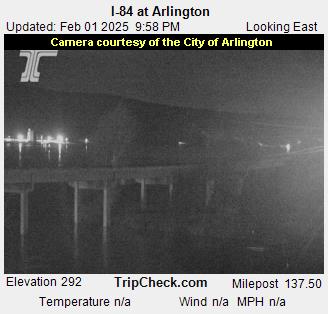 I-84 at Arlington
Updated: Feb 01 2025 9:58 PM Looking East
Camera courtesy of the City of Arlington
Elevation 292 TripCheck.com Milepost 137.50
Temperature n/a Wind n/a MPH n/a